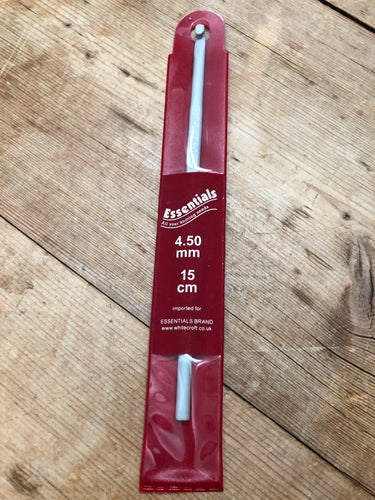 Essentials
All your knitting needs
4.50
mm
15
cm
imported for
ESSENTIALS BRAND
www.whitecroft.co.uk